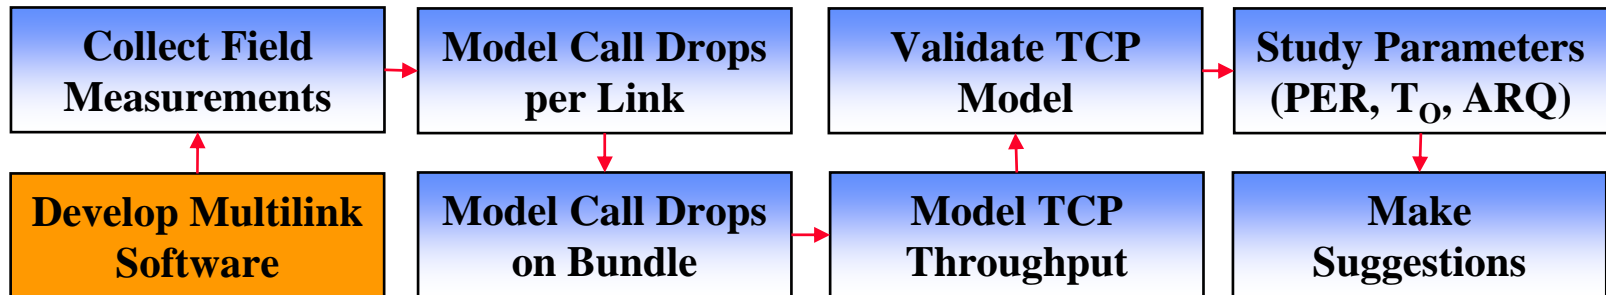 Collect Field
Measurements
Model Call Drops
per Link
Validate TCP
Model
Study Parameters
(PER, T_O, ARQ)
Develop Multilink
Software
Model Call Drops
on Bundle
Model TCP
Throughput
Make
Suggestions